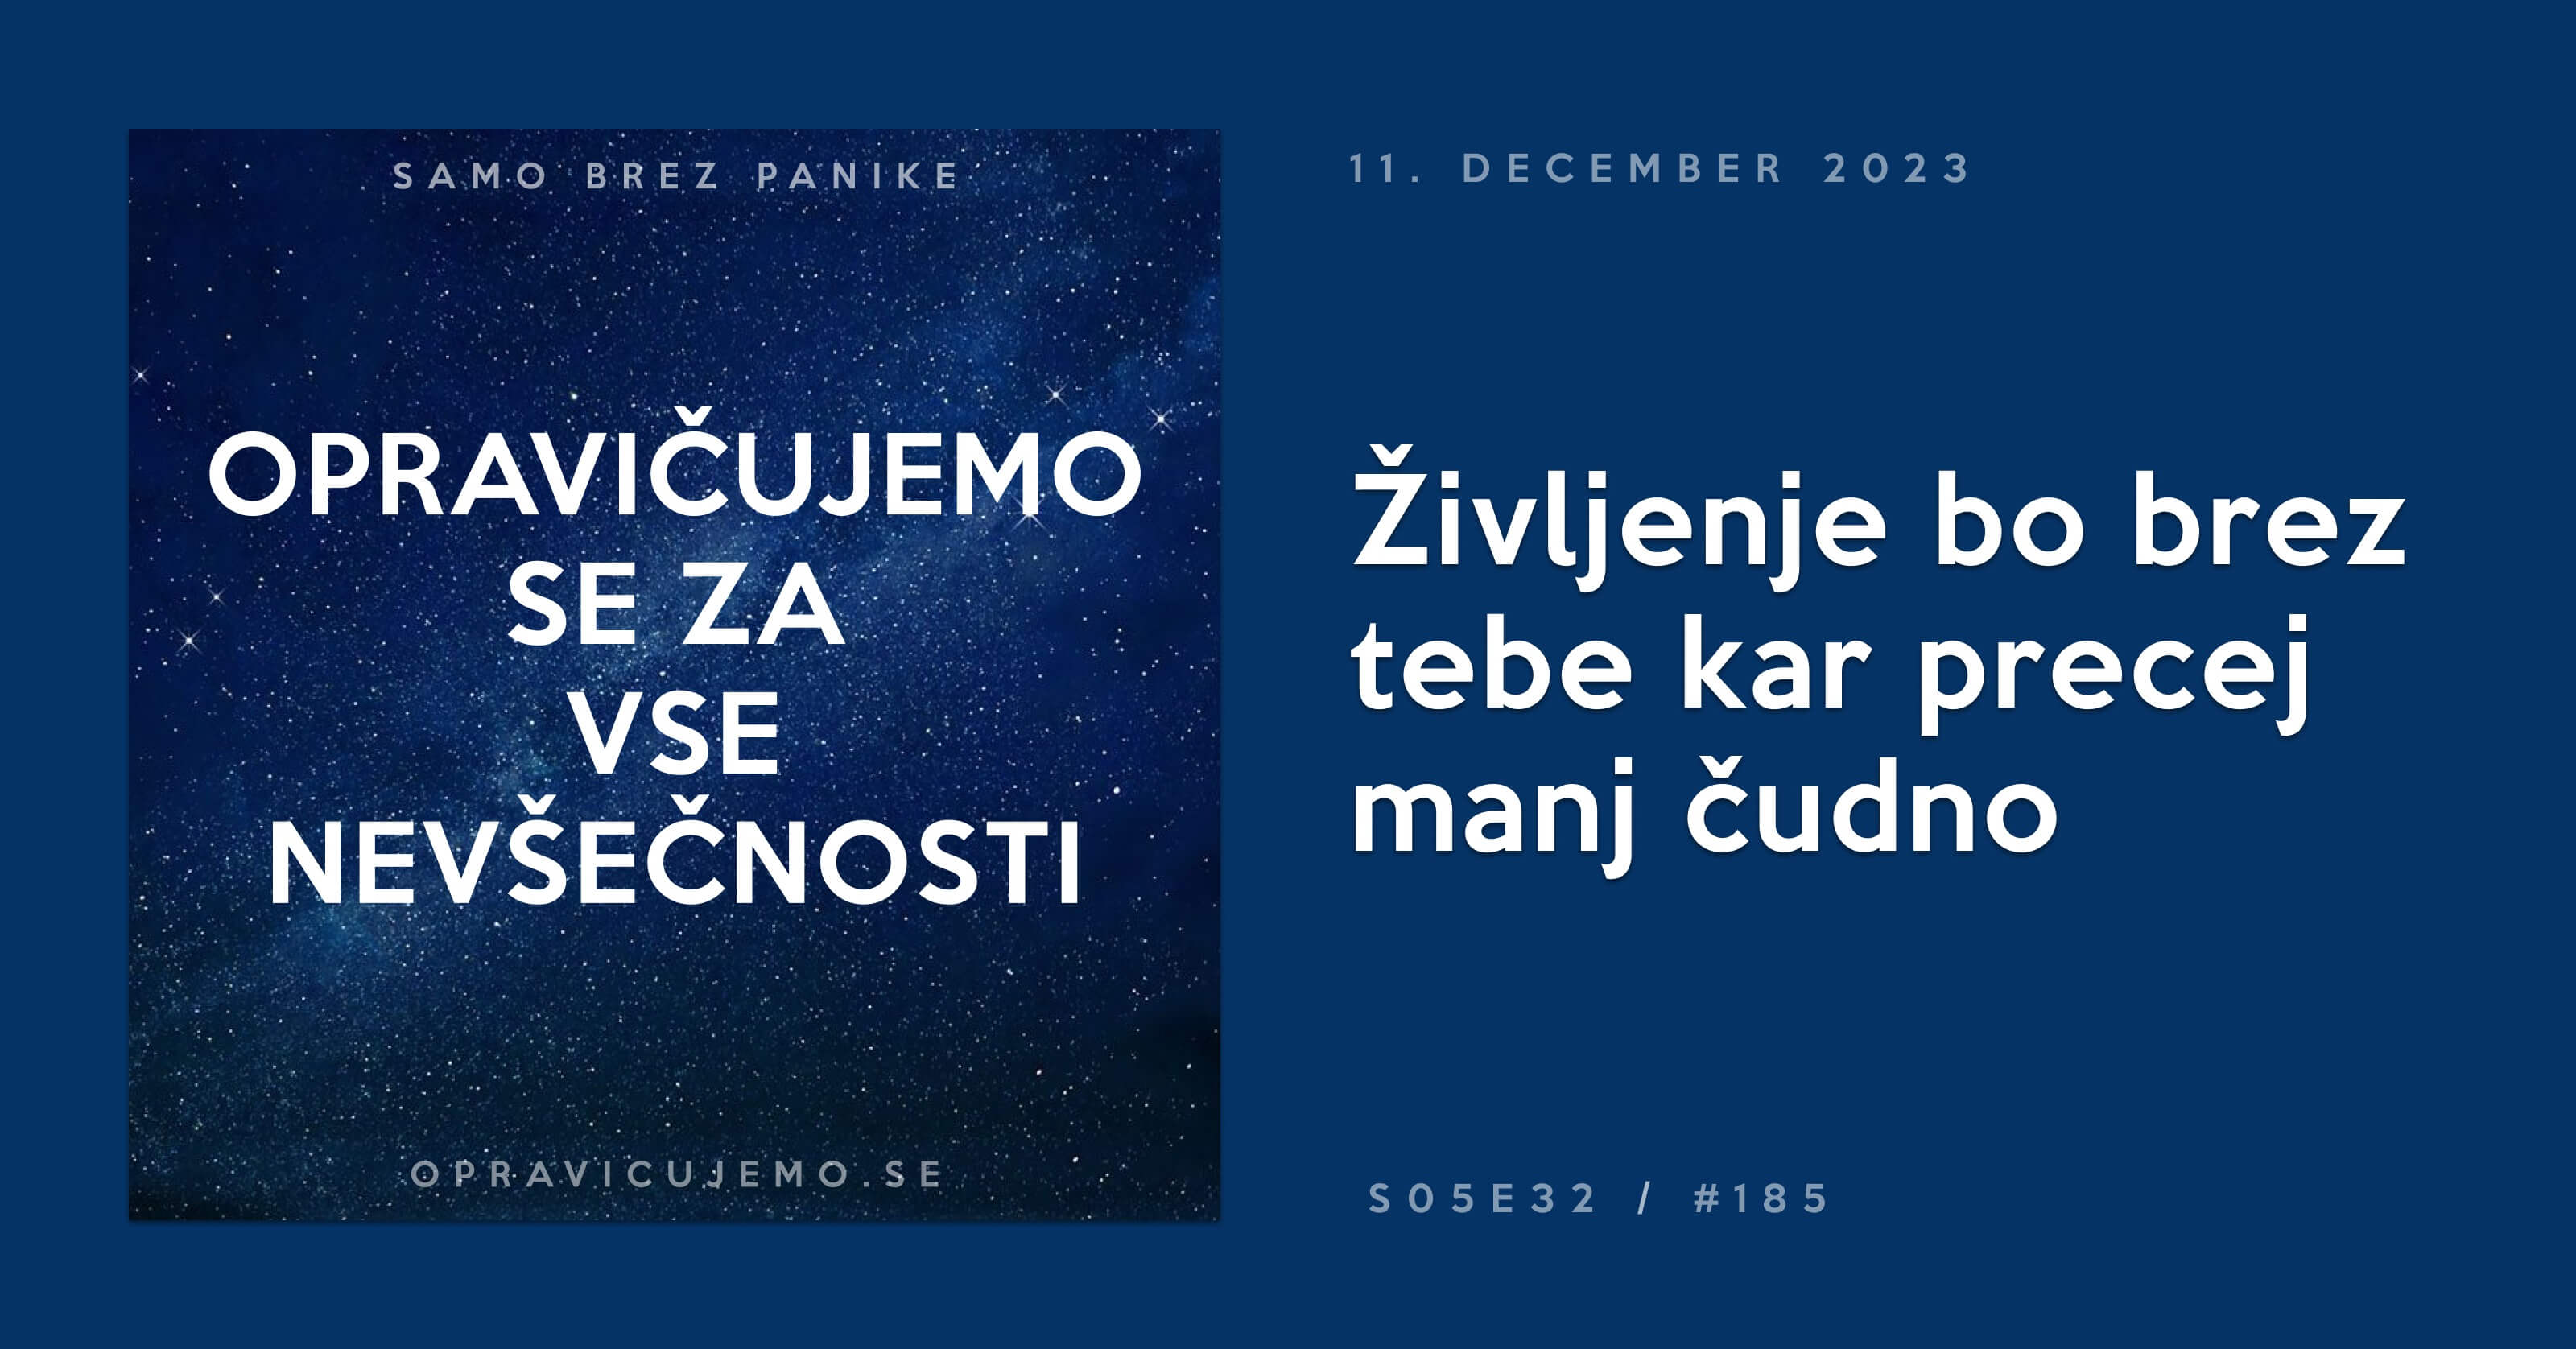 SAMO BREZ PANIKE
OPRAVIČUJEMO
SE ZA
VSE
NEVŠEČNOSTI
OPRAVICUJEMO.SE
11. DECEMBER 2023
Življenje bo brez
tebe kar precej
manj čudno
S05E32 / #185